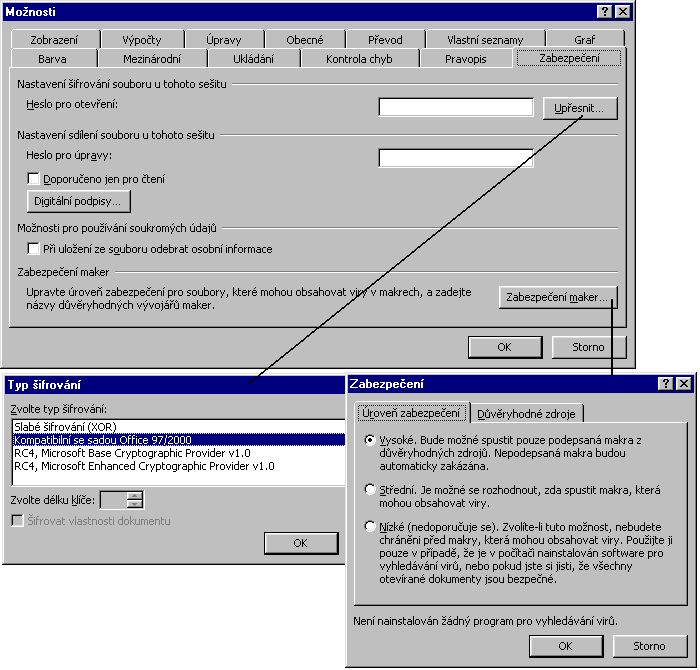 Možnosti
Zobrazení Výpočty Úpravy Obecné Převod Vlastní seznamy Graf
Barva Mezinárodní Ukládání Kontrola chyb Pravopis Zabezpečení
Nastavení šifrování souboru u tohoto sešitu
Heslo pro otevření: Upřesnit...
Nastavení sdílení souboru u tohoto sešitu
Heslo pro úpravy:
Doporučeno jen pro čtení
Digitální podpisy...
Možnosti pro používání soukromých údajů
Při uložení ze souboru odebrat osobní informace
Zabezpečení maker
Upravte úroveň zabezpečení pro soubory, které mohou obsahovat viry v makrech, a zadejte
názvy důvěryhodných vývojářů maker.
Zabezpečení maker...
OK Storno
Typ šifrování
Zvolte typ šifrování:
Slabé šifrování (XOR)
Kompatibilní se sadou Office 97/2000
RC4, Microsoft Base Cryptographic Provider v1.0
RC4, Microsoft Enhanced Cryptographic Provider v1.0
Zvolte délku klíče:
Šifrovat vlastnosti dokumentu
OK
Zabezpečení
Úroveň zabezpečení Důvěryhodné zdroje
Vysoké. Bude možné spustit pouze podepsaná makra z
důvěryhodných zdrojů. Nepodepsaná makra budou
automaticky zakázána.
Střední. Je možné se rozhodnout, zda spustit makra, která
mohou obsahovat viry.
Nízké (nedoporučuje se). Zvolíte-li tuto možnost, nebudete
chráněni před makry, která mohou obsahovat viry. Použijte ji
pouze v případě, že je v počítači nainstalován software pro
vyhledávání virů, nebo pokud jste si jisti, že všechny
otevírané dokumenty jsou bezpečné.
Není nainstalován žádný program pro vyhledávání virů.
OK Storno